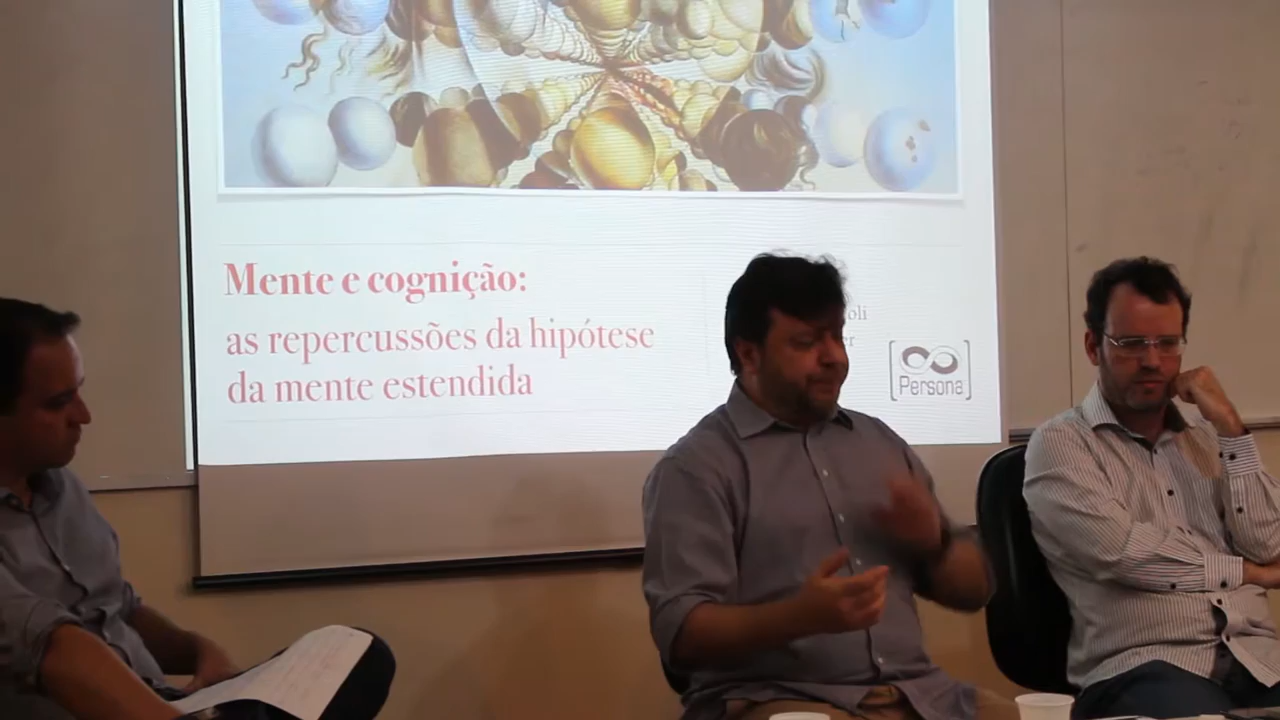 Mente e cognição:
as repercussões da hipótese
da mente estendida
Persona